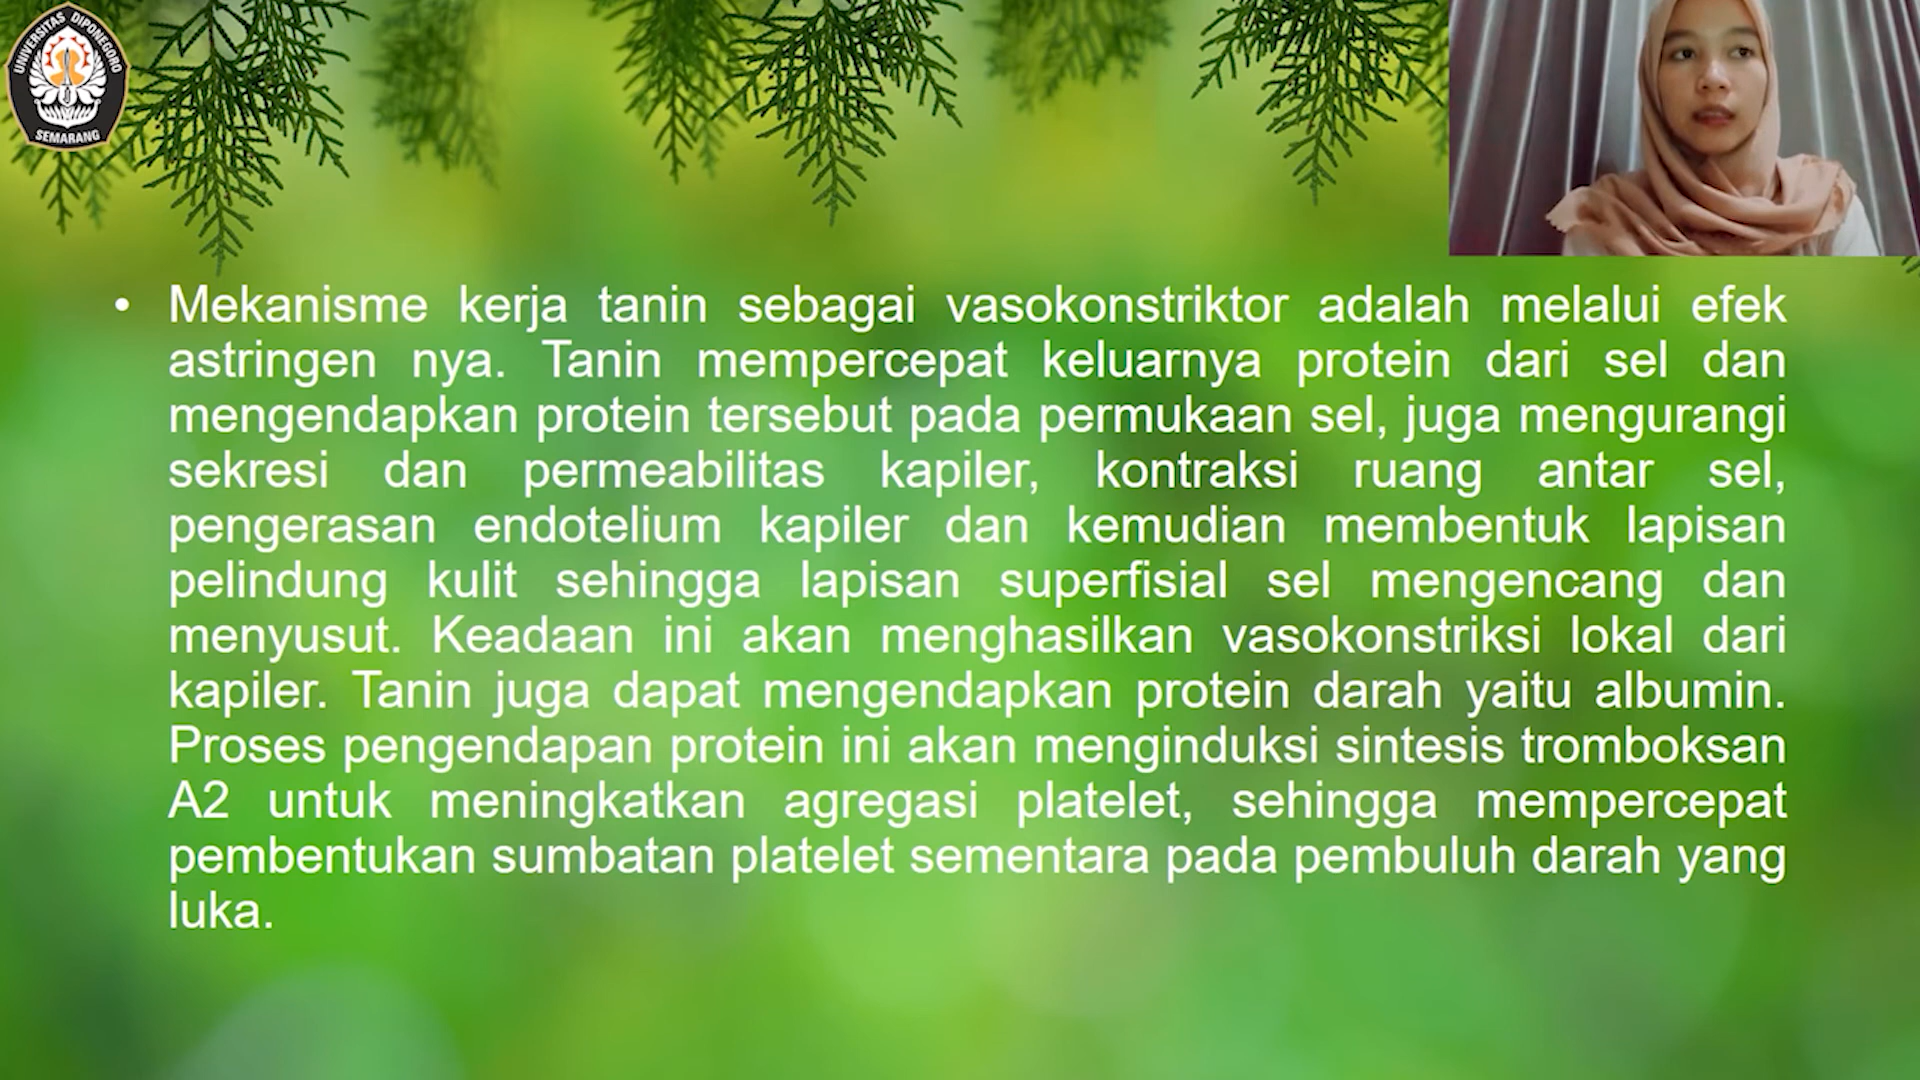 UNIVERSITAS DIPONEGORO
SEMARANG
• Mekanisme kerja tanin sebagai vasokonstriktor adalah melalui efek
astringen nya. Tanin mempercepat keluarnya protein dari sel dan
mengendapkan protein tersebut pada permukaan sel, juga mengurangi
sekresi dan permeabilitas kapiler, kontraksi ruang antar sel,
pengerasan endotelium kapiler dan kemudian membentuk lapisan
pelindung kulit sehingga lapisan superfisial sel mengencang dan
menyusut. Keadaan ini akan menghasilkan vasokonstriksi lokal dari
kapiler. Tanin juga dapat mengendapkan protein darah yaitu albumin.
Proses pengendapan protein ini akan menginduksi sintesis tromboksan
A2 untuk meningkatkan agregasi platelet, sehingga mempercepat
pembentukan sumbatan platelet sementara pada pembuluh darah yang
luka.